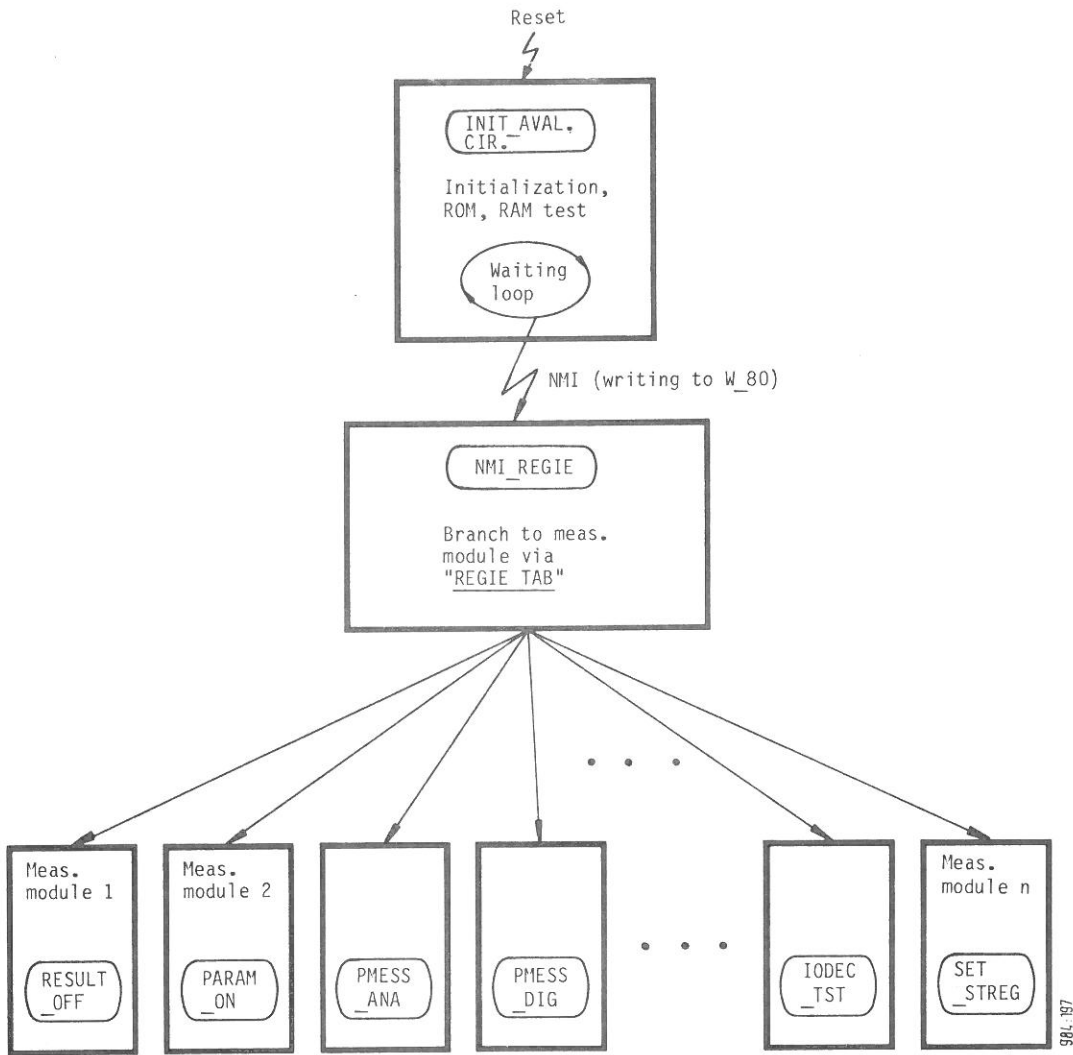 Reset
INIT_AVAL.
CIR.
Initialization,
ROM, RAM test
Waiting
loop
NMI (writing to W_80)
NMI_REGIE
Branch to meas.
module via
"REGIE TAB"
Meas.
module 1
RESULT
_OFF
Meas.
module 2
PARAM
_ON
PMESS
_ANA
PMESS
_DIG
IODEC
_TST
Meas.
module n
SET
_STREG
984.197